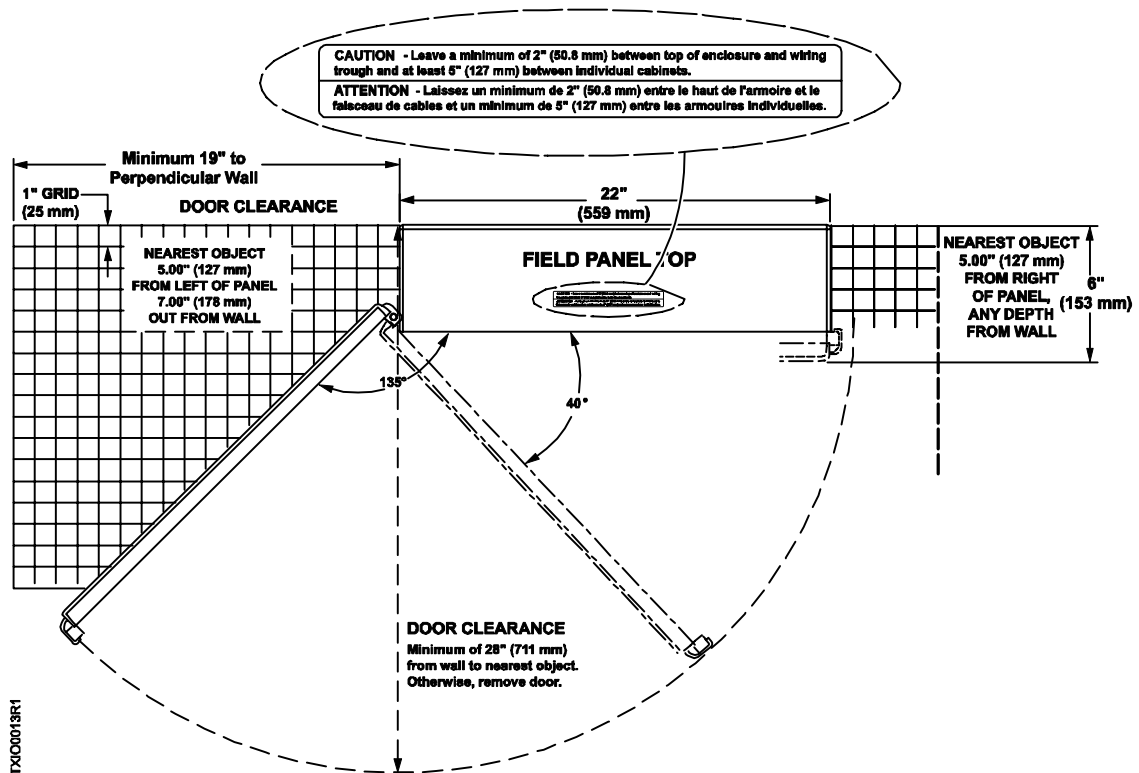 CAUTION - Leave a minimum of 2" (50.8 mm) between top of enclosure and wiring
trough and at least 5" (127 mm) between individual cabinets.
ATTENTION - Laissez un minimum de 2" (50.8 mm) entre le haut de l'armoire et le
faisceau de cables et un minimum de 5" (127 mm) entre les armouires individuelles.
Minimum 19" to
Perpendicular Wall
1" GRID
(25 mm)
DOOR CLEARANCE
22"
(559 mm)
NEAREST OBJECT
5.00" (127 mm)
FROM LEFT OF PANEL
7.00" (178 mm)
OUT FROM WALL
FIELD PANEL TOP
NEAREST OBJECT
5.00" (127 mm)
FROM RIGHT
OF PANEL,
ANY DEPTH
FROM WALL
6"
(153 mm)
135°
40°
DOOR CLEARANCE
Minimum of 28" (711 mm)
from wall to nearest object.
Otherwise, remove door.
TXIO0013R1